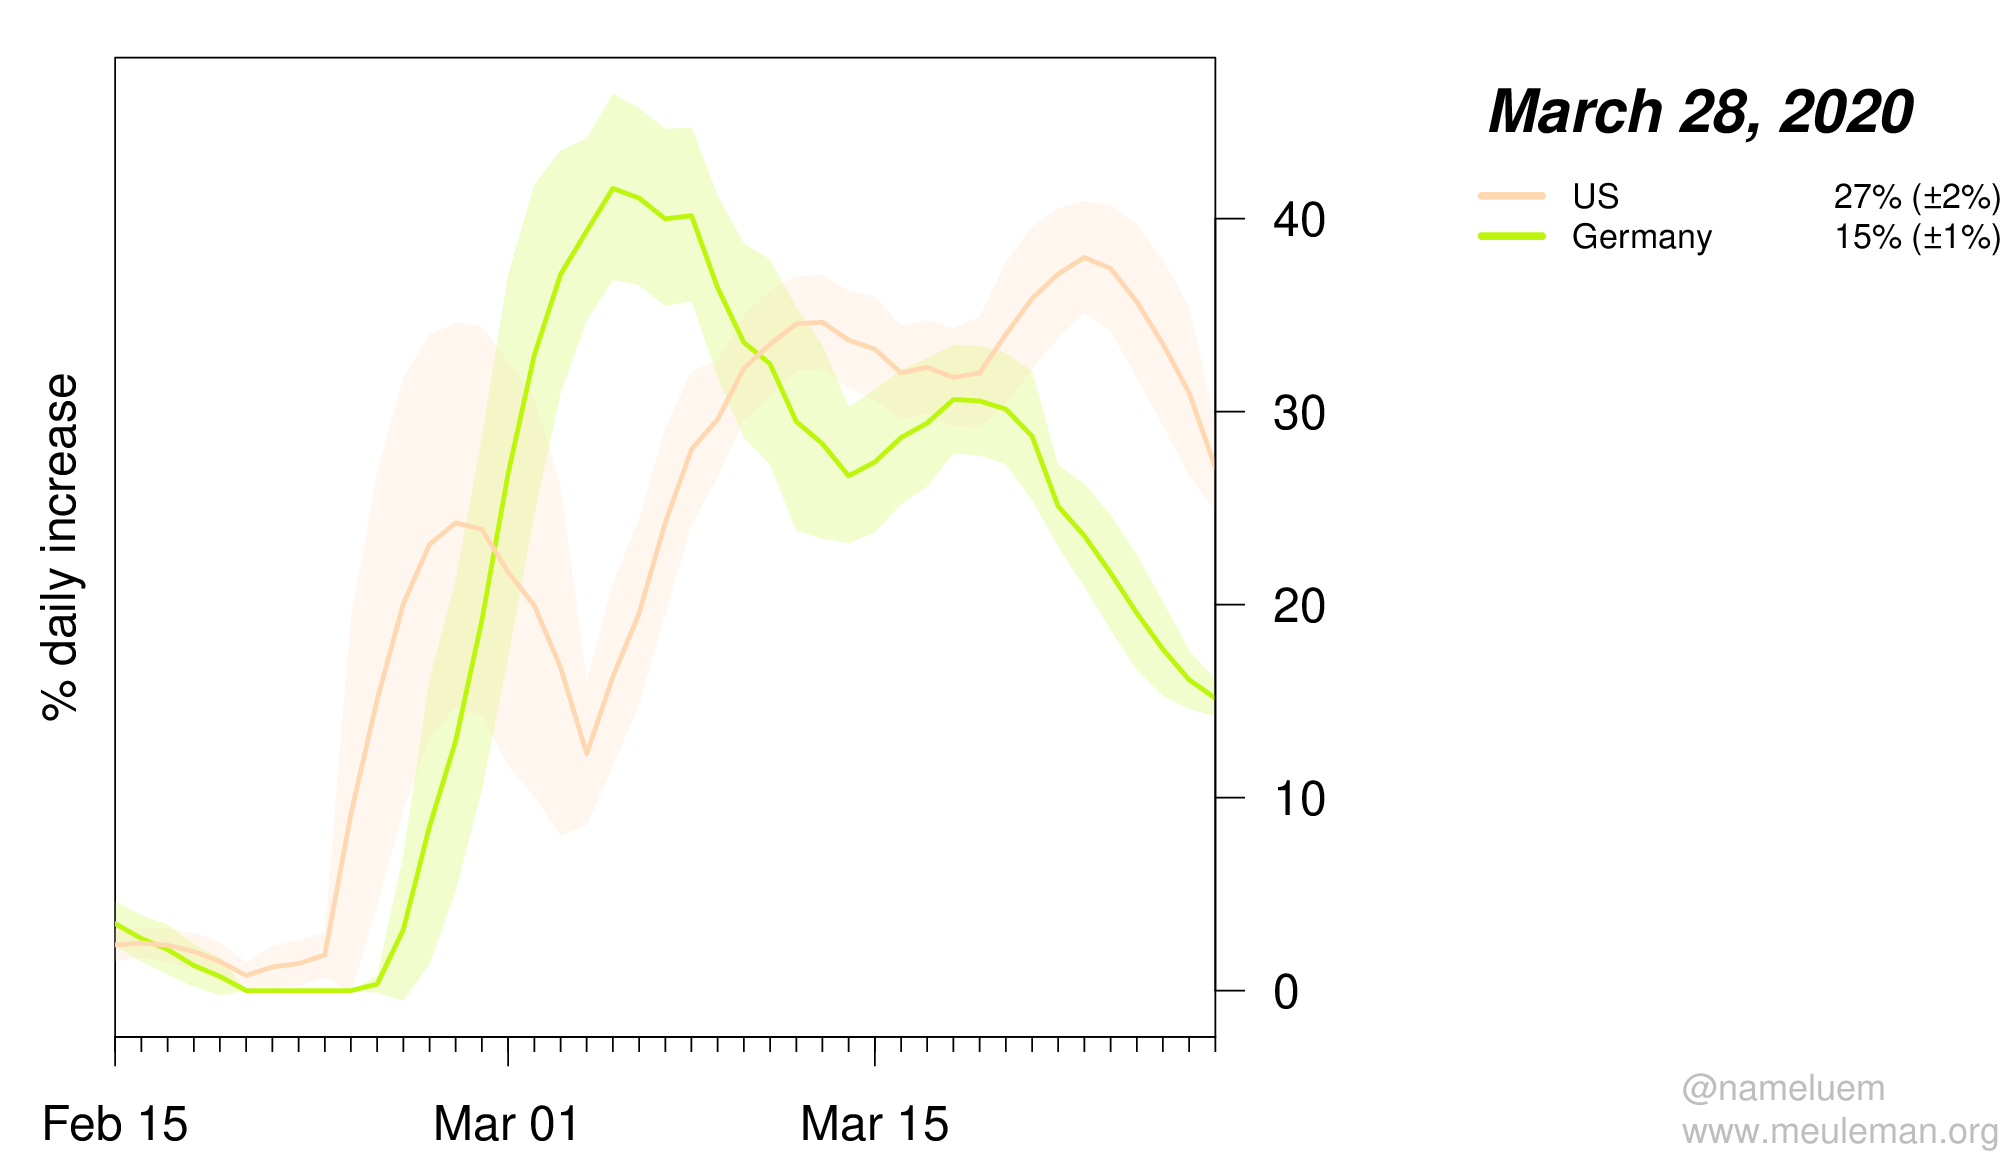 March 28, 2020
US 27% (±2%)
Germany 15% (±1%)
% daily increase
40
30
20
10
0
Feb 15 Mar 01 Mar 15
@nameluem
www.meuleman.org